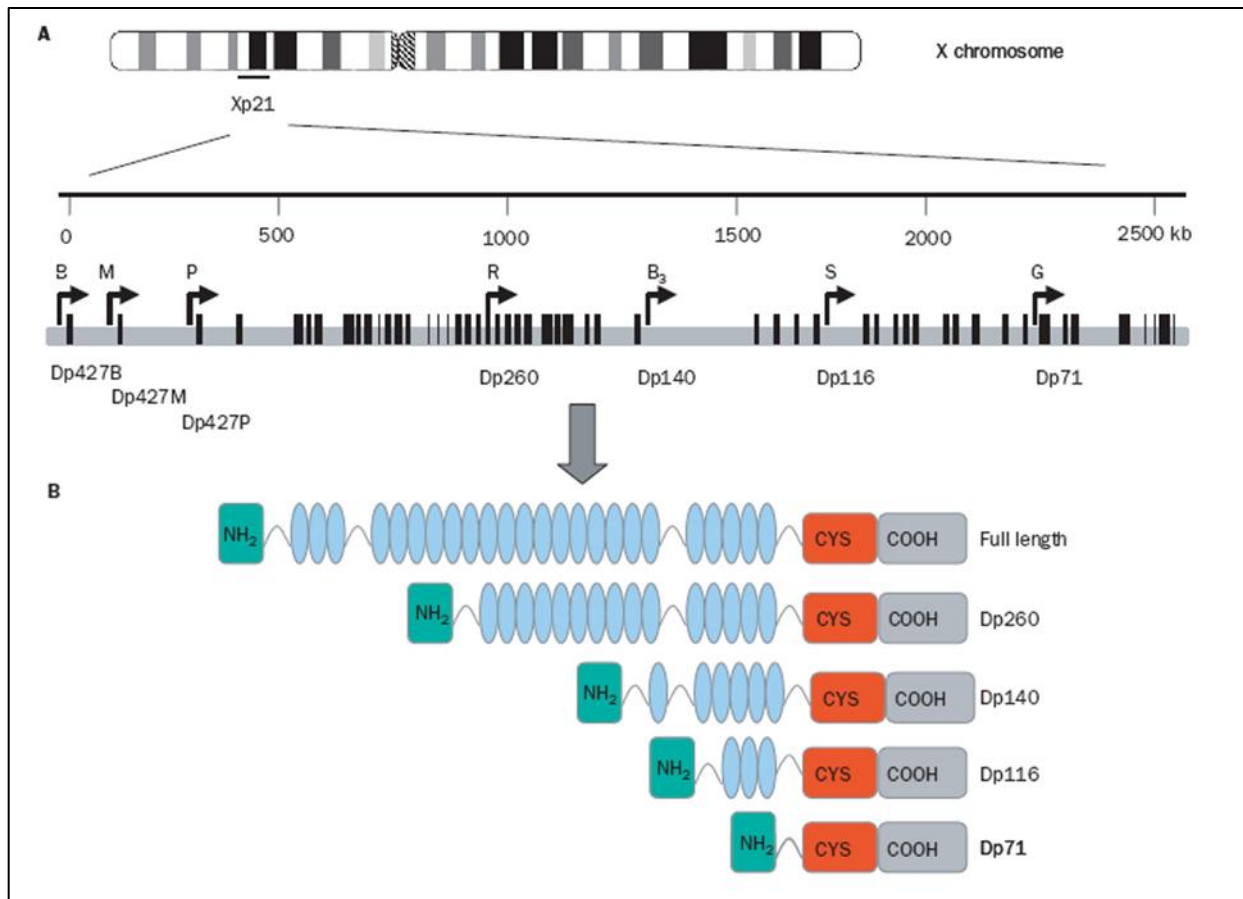 A
X chromosome
Xp21
0 500 1000 1500 2000 2500 kb
B M P R B₃ S G
Dp427B Dp260 Dp140 Dp116 Dp71
Dp427M
Dp427P
B
NH₂ CYS COOH Full length
NH₂ CYS COOH Dp260
NH₂ CYS COOH Dp140
NH₂ CYS COOH Dp116
NH₂ CYS COOH Dp71